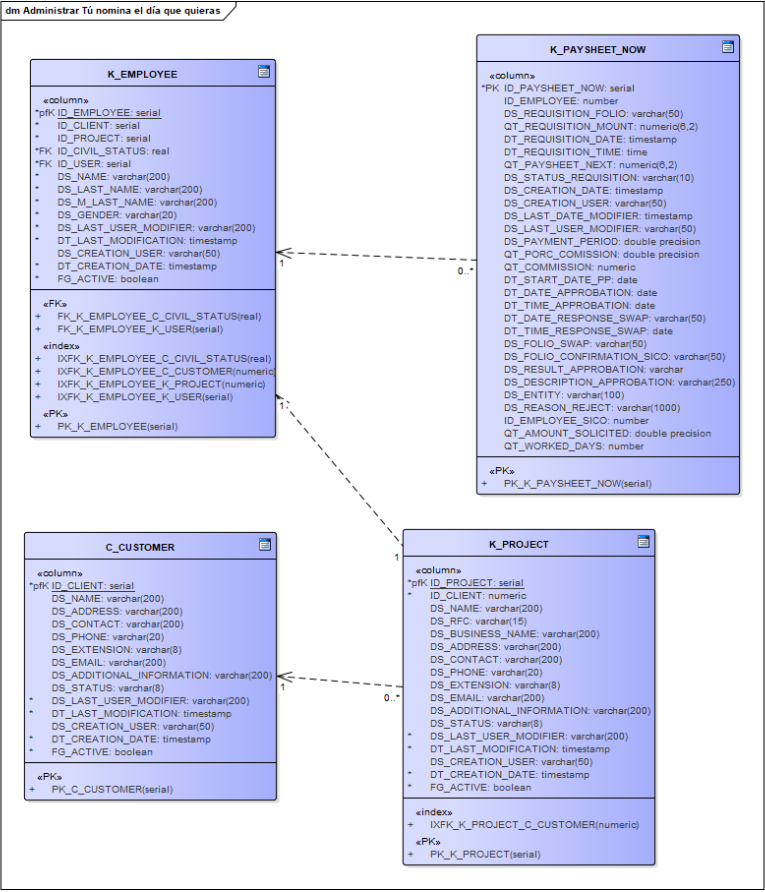 dm Administrar Tú nomina el día que quieras
K_EMPLOYEE
«column»
*pfK ID_EMPLOYEE: serial
* ID_CLIENT: serial
* ID_PROJECT: serial
*FK ID_CIVIL_STATUS: real
*FK ID_USER: serial
* DS_NAME: varchar(200)
* DS_LAST_NAME: varchar(200)
* DS_M_LAST_NAME: varchar(200)
* DS_GENDER: varchar(20)
* DS_LAST_USER_MODIFIER: varchar(200)
* DT_LAST_MODIFICATION: timestamp
DS_CREATION_USER: varchar(50)
* DT_CREATION_DATE: timestamp
* FG_ACTIVE: boolean
«FK»
+ FK_K_EMPLOYEE_C_CIVIL_STATUS(real)
+ FK_K_EMPLOYEE_K_USER(serial)
«index»
+ IXFK_K_EMPLOYEE_C_CIVIL_STATUS(real)
+ IXFK_K_EMPLOYEE_C_CUSTOMER(numeric)
+ IXFK_K_EMPLOYEE_K_PROJECT(numeric)
+ IXFK_K_EMPLOYEE_K_USER(serial)
«PK»
+ PK_K_EMPLOYEE(serial)
K_PAYSHEET_NOW
«column»
*PK ID_PAYSHEET_NOW: serial
ID_EMPLOYEE: number
DS_REQUISITION_FOLIO: varchar(50)
QT_REQUISITION_MOUNT: numeric(6,2)
DT_REQUISITION_DATE: timestamp
DT_REQUISITION_TIME: time
QT_PAYSHEET_NEXT: numeric(6,2)
DS_STATUS_REQUISITION: varchar(10)
DS_CREATION_DATE: timestamp
DS_CREATION_USER: varchar(50)
DS_LAST_DATE_MODIFIER: timestamp
DS_LAST_USER_MODIFIER: varchar(50)
DS_PAYMENT_PERIOD: double precision
QT_PORC_COMISSION: double precision
QT_COMMISSION: numeric
DT_START_DATE_PP: date
DT_DATE_APPROBATION: date
DT_TIME_APPROBATION: date
DT_DATE_RESPONSE_SWAP: varchar(50)
DT_TIME_RESPONSE_SWAP: date
DS_FOLIO_SWAP: varchar(50)
DS_FOLIO_CONFIRMATION_SICO: varchar(50)
DS_RESULT_APPROBATION: varchar
DS_DESCRIPTION_APPROBATION: varchar(250)
DS_ENTITY: varchar(100)
DS_REASON_REJECT: varchar(1000)
ID_EMPLOYEE_SICO: number
QT_AMOUNT_SOLICITED: double precision
QT_WORKED_DAYS: number
«PK»
+ PK_K_PAYSHEET_NOW(serial)
1
0..*
1
1
C_CUSTOMER
«column»
*pfK ID_CLIENT: serial
DS_NAME: varchar(200)
DS_ADDRESS: varchar(200)
DS_CONTACT: varchar(200)
DS_PHONE: varchar(20)
DS_EXTENSION: varchar(8)
DS_EMAIL: varchar(200)
DS_ADDITIONAL_INFORMATION: varchar(200)
DS_STATUS: varchar(8)
* DS_LAST_USER_MODIFIER: varchar(200)
* DT_LAST_MODIFICATION: timestamp
DS_CREATION_USER: varchar(50)
* DT_CREATION_DATE: timestamp
* FG_ACTIVE: boolean
«PK»
+ PK_C_CUSTOMER(serial)
1
0..*
K_PROJECT
«column»
*pfK ID_PROJECT: serial
* ID_CLIENT: numeric
DS_NAME: varchar(200)
DS_RFC: varchar(15)
DS_BUSINESS_NAME: varchar(200)
DS_ADDRESS: varchar(200)
DS_CONTACT: varchar(200)
DS_PHONE: varchar(20)
DS_EXTENSION: varchar(8)
DS_EMAIL: varchar(200)
DS_ADDITIONAL_INFORMATION: varchar(200)
DS_STATUS: varchar(8)
* DS_LAST_USER_MODIFIER: varchar(200)
* DT_LAST_MODIFICATION: timestamp
DS_CREATION_USER: varchar(50)
* DT_CREATION_DATE: timestamp
* FG_ACTIVE: boolean
«index»
+ IXFK_K_PROJECT_C_CUSTOMER(numeric)
«PK»
+ PK_K_PROJECT(serial)